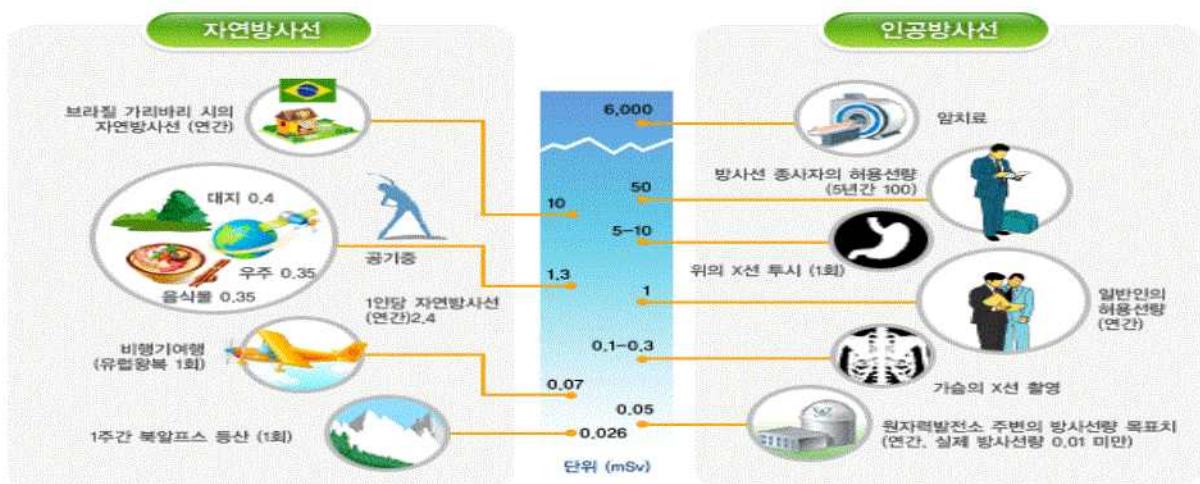 자연방사선
인공방사선
브라질 가리바리 시의
자연방사선 (연간)
대지 0.4
우주 0.35
음식물 0.35
공기중
1인당 자연방사선
(연간)2.4
비행기여행
(유럽왕복 1회)
1주간 북알프스 등산 (1회)
6,000
50
10
5-10
1.3
1
0.1-0.3
0.07
0.05
0.026
단위 (mSv)
암치료
방사선 종사자의 허용선량
(5년간 100)
위의 X선 투시 (1회)
일반인의
허용선량
(연간)
가슴의 X선 촬영
원자력발전소 주변의 방사선량 목표치
(연간, 실제 방사선량 0.01 미만)